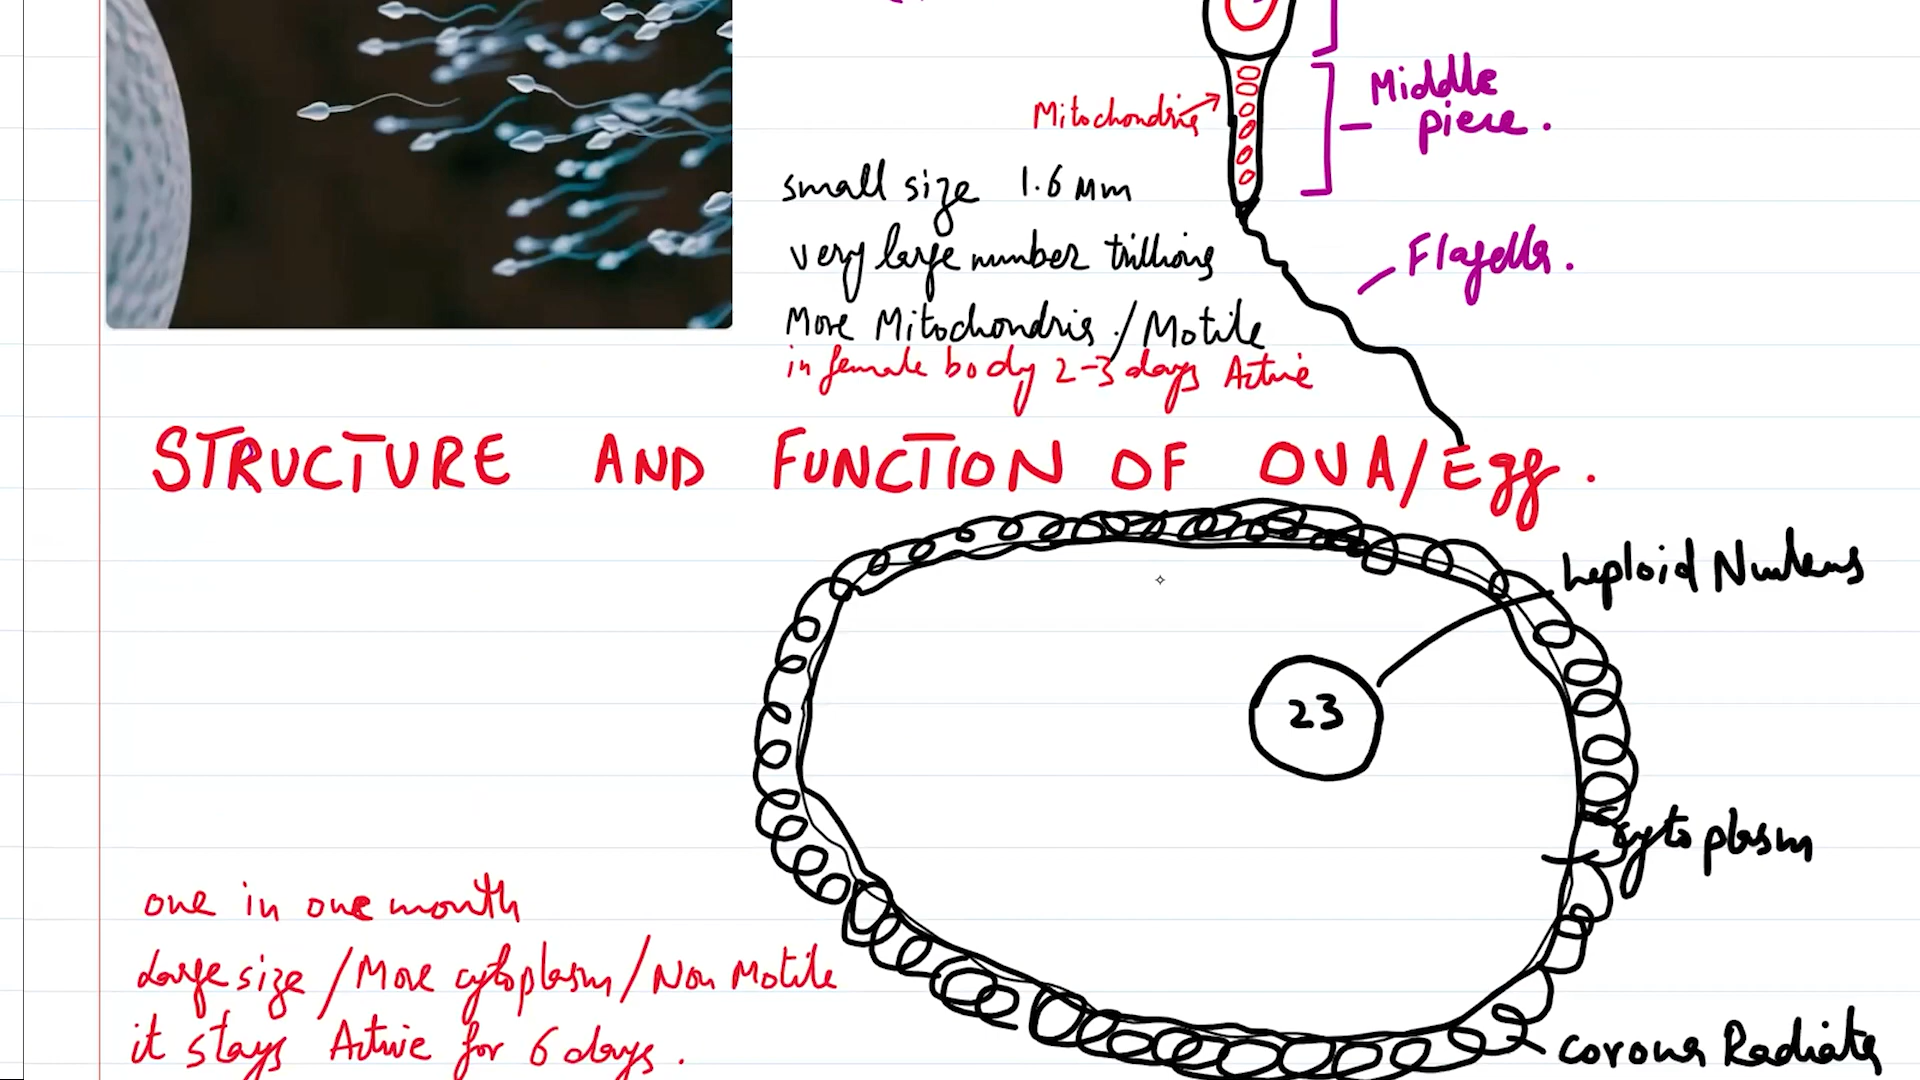 Middle
piece.
Mitochondria
small size 1.6 Mm
very large number trillions
Flagella.
More Mitochondria / Motile
in female body 2-3 days Active
STRUCTURE AND FUNCTION OF OVA/Egg.
heploid Nucleus
23
cytoplasm
one in one month
Large size / More cytoplasm / Non Motile
it stays Active for 6 days.
corona Radiata